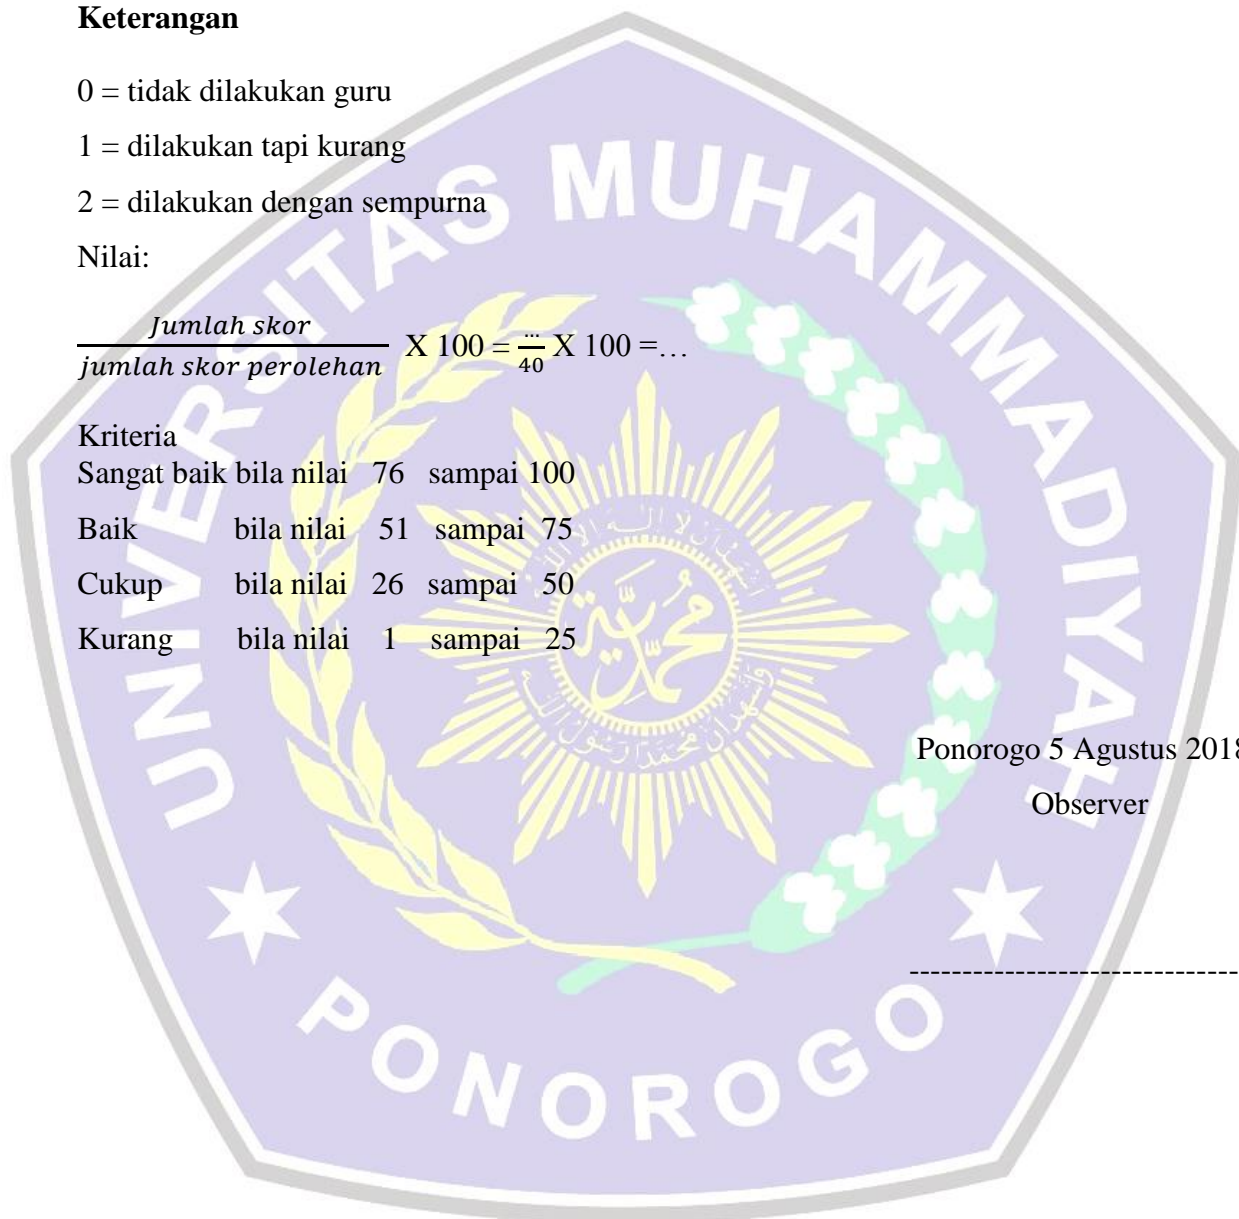 Keterangan
0 = tidak dilakukan guru
1 = dilakukan tapi kurang
2 = dilakukan dengan sempurna
Nilai:
Jumlah skor
jumlah skor perolehan X 100 = ... / 40 X 100 =...
Kriteria
Sangat baik bila nilai 76 sampai 100
Baik bila nilai 51 sampai 75
Cukup bila nilai 26 sampai 50
Kurang bila nilai 1 sampai 25
Ponorogo 5 Agustus 2018
Observer
--------------------------------
UNIVERSITAS MUHAMMADIYAH
PONOROGO
محمدية